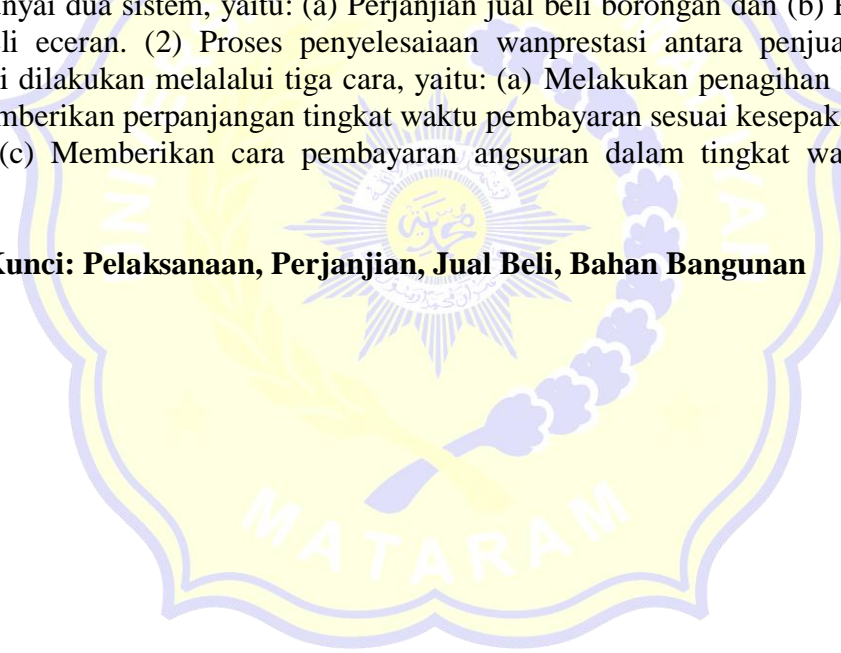 nyai dua sistem, yaitu: (a) Perjanjian jual beli borongan dan (b)
li eceran. (2) Proses penyelesaiaan wanprestasi antara penjua
i dilakukan melalalui tiga cara, yaitu: (a) Melakukan penagihan
mberikan perpanjangan tingkat waktu pembayaran sesuai kesepaka
(c) Memberikan cara pembayaran angsuran dalam tingkat wa
Kunci: Pelaksanaan, Perjanjian, Jual Beli, Bahan Bangunan
MATARAM